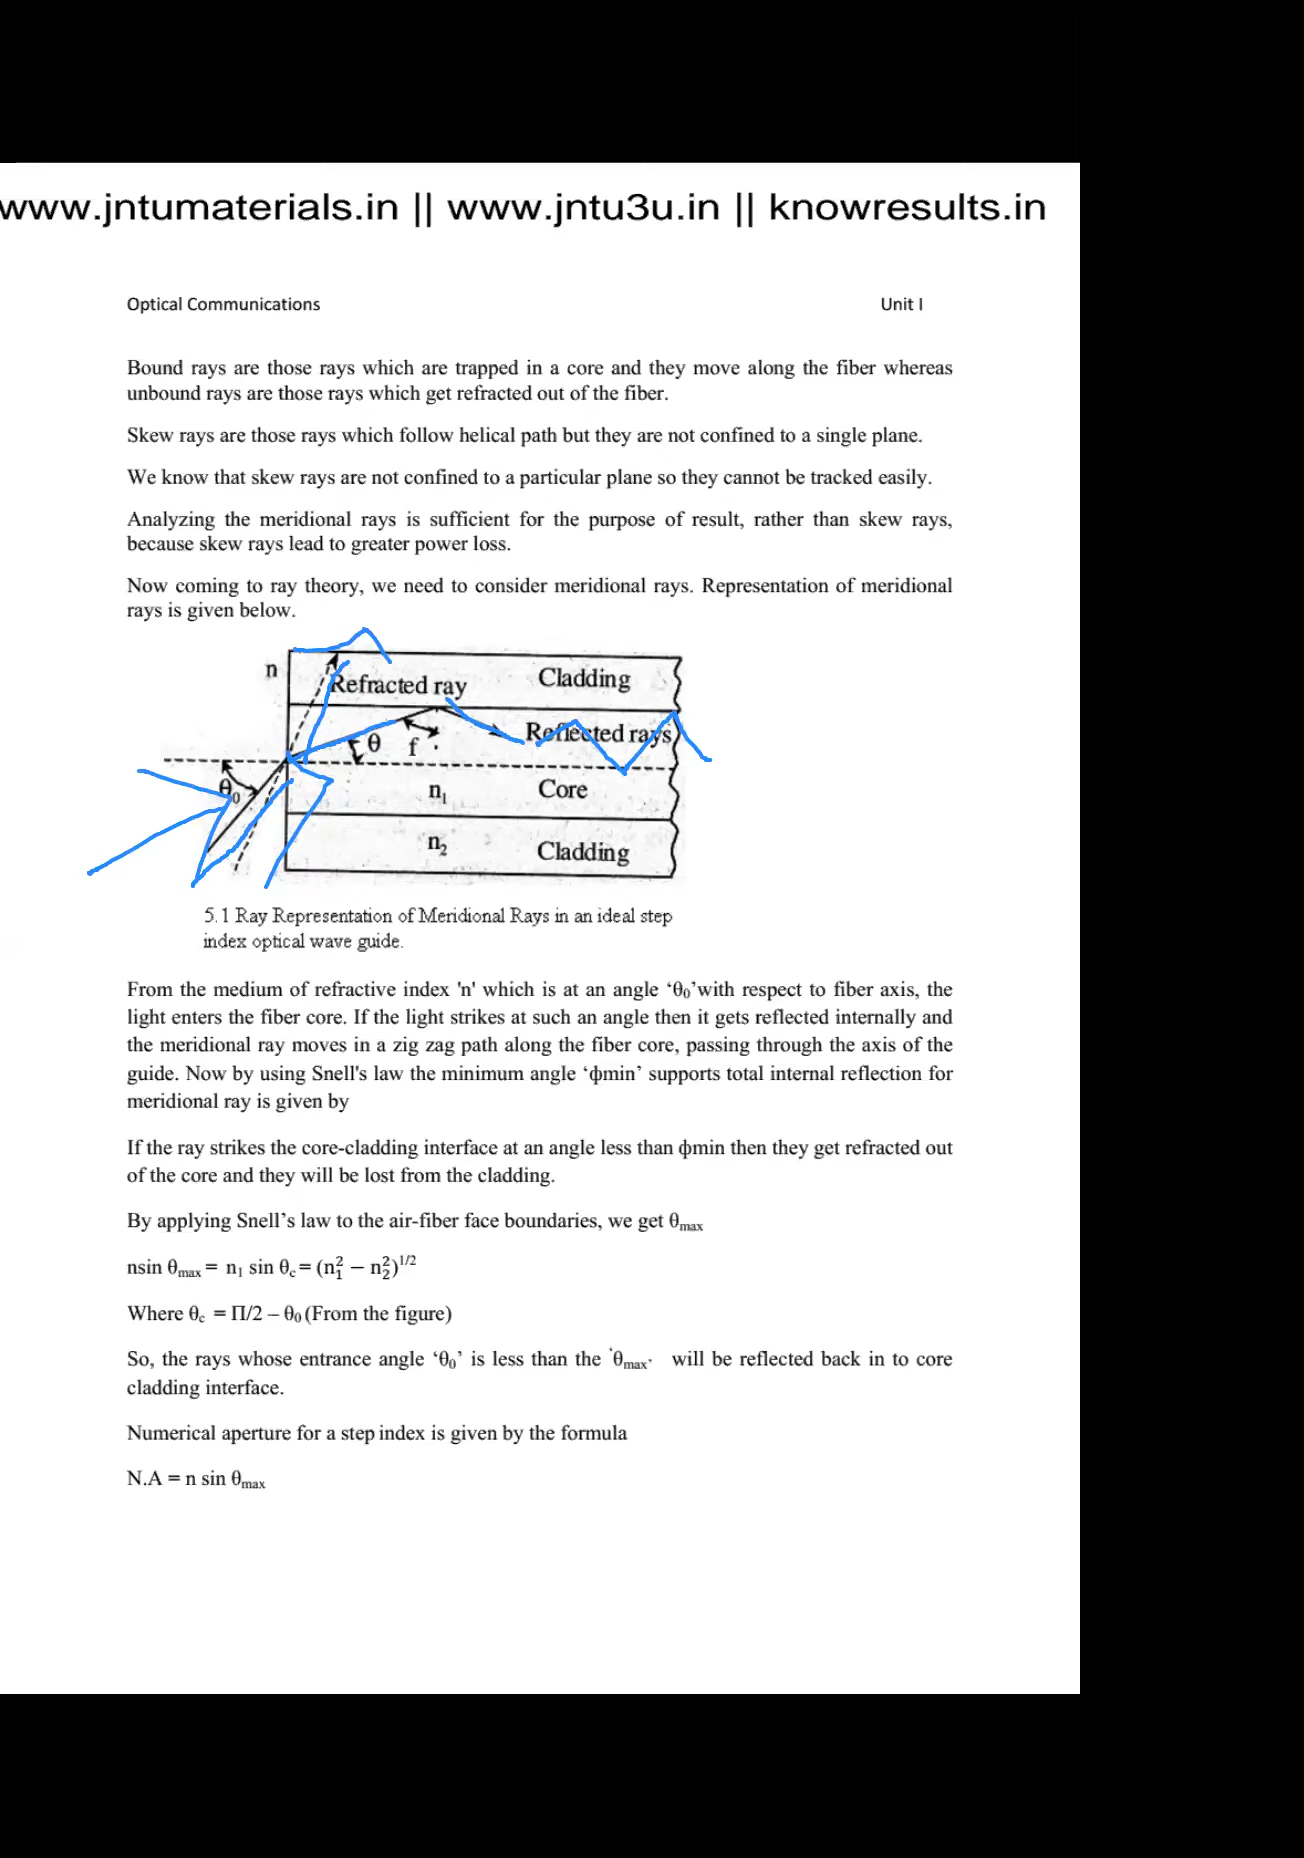 www.jntumaterials.in || www.jntu3u.in || knowresults.in
Optical Communications Unit I
Bound rays are those rays which are trapped in a core and they move along the fiber whereas
unbound rays are those rays which get refracted out of the fiber.
Skew rays are those rays which follow helical path but they are not confined to a single plane.
We know that skew rays are not confined to a particular plane so they cannot be tracked easily.
Analyzing the meridional rays is sufficient for the purpose of result, rather than skew rays,
because skew rays lead to greater power loss.
Now coming to ray theory, we need to consider meridional rays. Representation of meridional
rays is given below.
n
Refracted ray Cladding
θ f Reflected rays
θ₀ n₁ Core
n₂ Cladding
5.1 Ray Representation of Meridional Rays in an ideal step
index optical wave guide.
From the medium of refractive index 'n' which is at an angle ‘θ₀’with respect to fiber axis, the
light enters the fiber core. If the light strikes at such an angle then it gets reflected internally and
the meridional ray moves in a zig zag path along the fiber core, passing through the axis of the
guide. Now by using Snell's law the minimum angle ‘ɸmin’ supports total internal reflection for
meridional ray is given by
If the ray strikes the core-cladding interface at an angle less than ɸmin then they get refracted out
of the core and they will be lost from the cladding.
By applying Snell’s law to the air-fiber face boundaries, we get θmax
nsin θmax = n₁ sin θc = (n₁² − n₂²)^1/2
Where θc = Π/2 – θ₀ (From the figure)
So, the rays whose entrance angle ‘θ₀’ is less than the ‘θmax’ will be reflected back in to core
cladding interface.
Numerical aperture for a step index is given by the formula
N.A = n sin θmax